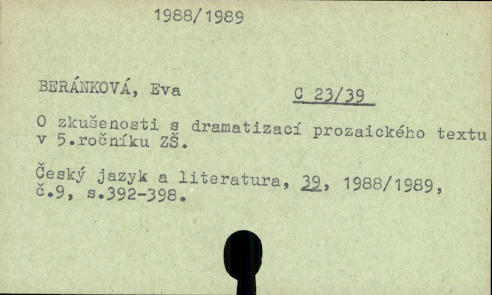 1988/1989
BERÁNKOVÁ, Eva C 23/39
O zkušenosti s dramatizací prozaického textu
v 5.ročníku ZŠ.
Český jazyk a literatura, 39, 1988/1989,
č.9, s.392-398.